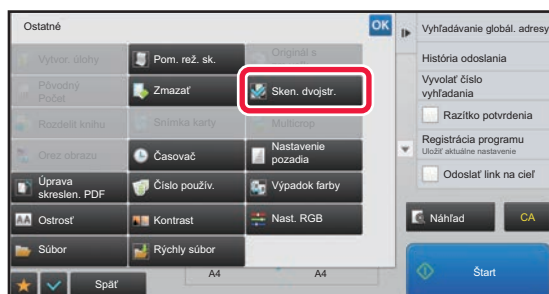 Ostatné
OK
Vytvor. úlohy
Pom. rež. sk.
Originál s
Pôvodný
Počet
Zmazať
Sken. dvojstr.
Rozdeliť knihu
Snímka karty
Multicrop
Orez obrazu
Časovač
Nastavenie
pozadia
Úprava
skreslen. PDF
Číslo použív.
Výpadok farby
Ostrosť
Kontrast
Nast. RGB
Súbor
Rýchly súbor
Späť
A4
A4
Vyhľadávanie globál. adresy
História odoslania
Vyvolať číslo
vyhľadania
Razítko potvrdenia
Registrácia programu
Uložiť aktuálne nastavenie
Odoslať link na cieľ
Náhľad
CA
Štart